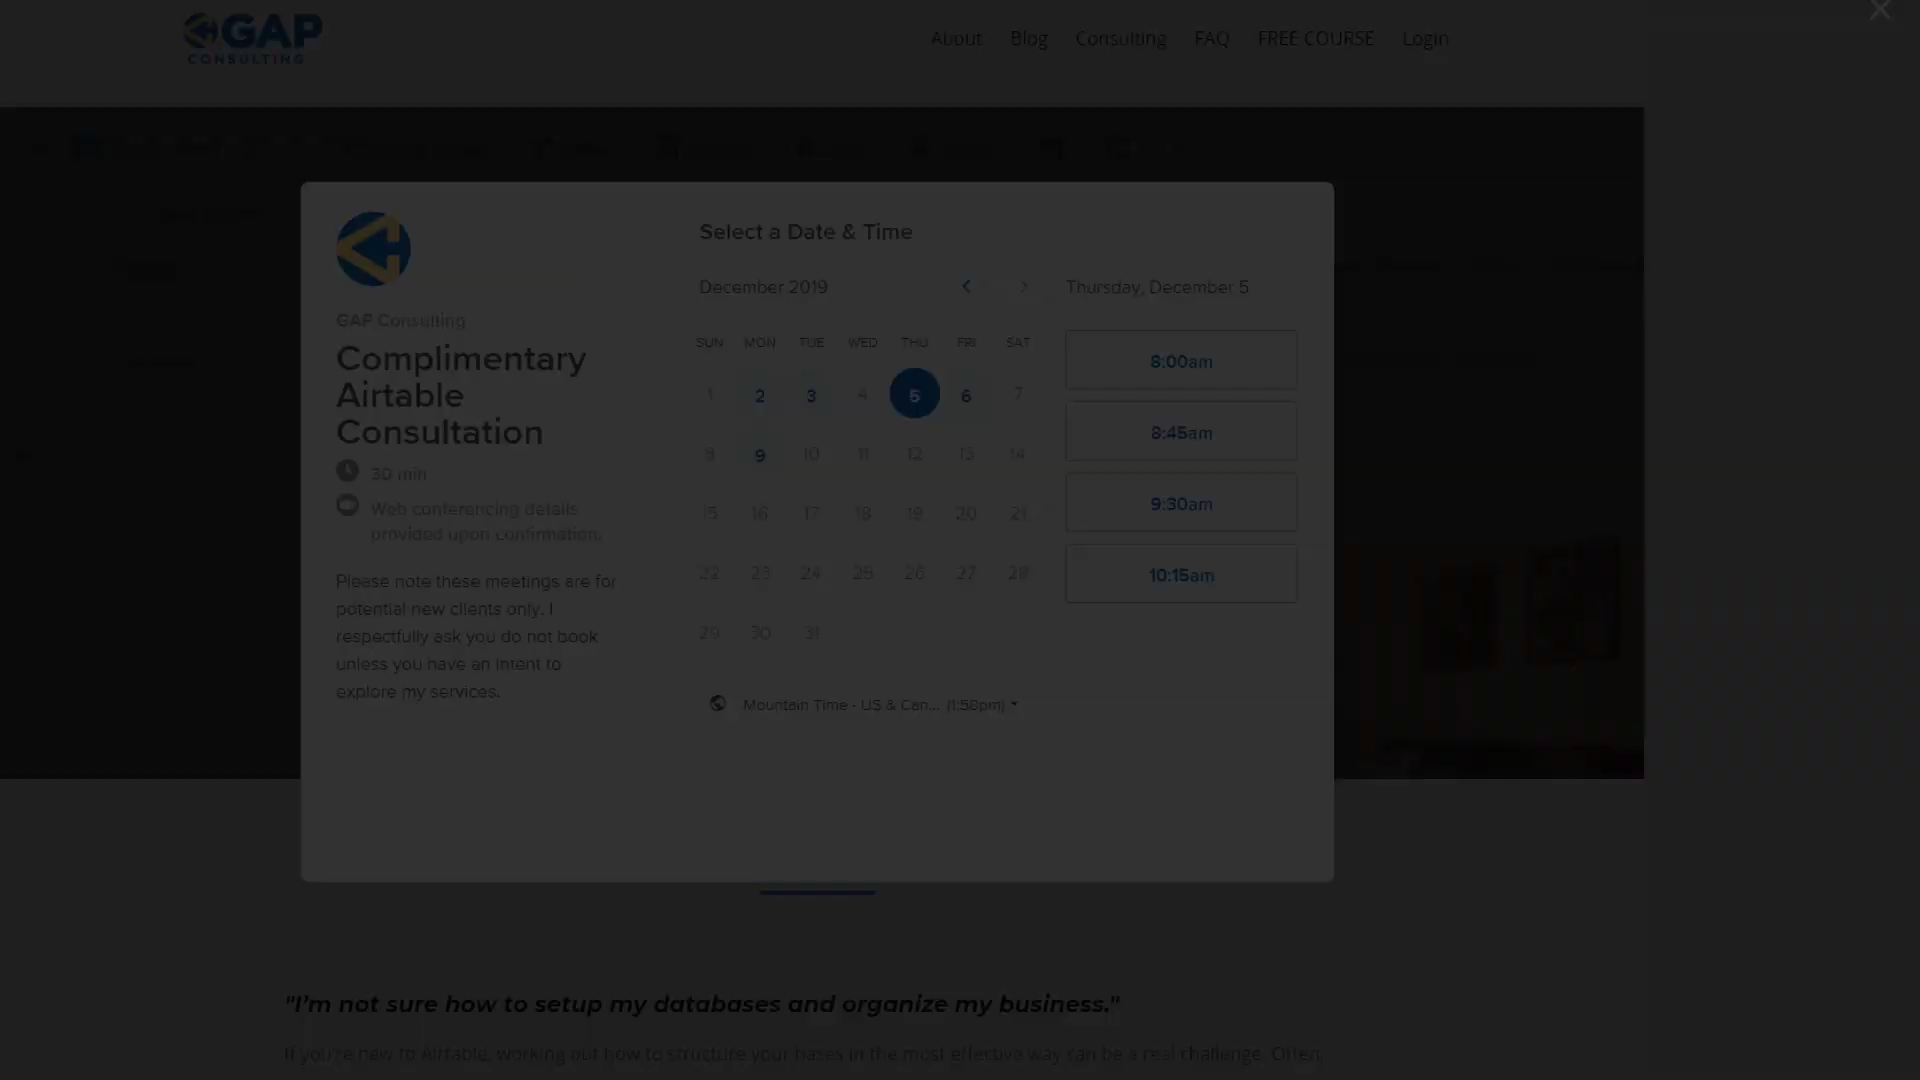 GAP
CONSULTING
About Blog Consulting FAQ FREE COURSE Login
GAP Consulting
Complimentary
Airtable
Consultation
30 min
Web conferencing details
provided upon confirmation.
Please note these meetings are for
potential new clients only. I
respectfully ask you do not book
unless you have an intent to
explore my services.
Select a Date & Time
December 2019
SUN MON TUE WED THU FRI SAT
1 2 3 4 5 6 7
8 9 10 11 12 13 14
15 16 17 18 19 20 21
22 23 24 25 26 27 28
29 30 31
Mountain Time - US & Can... (1:58pm)
Thursday, December 5
8:00am
8:45am
9:30am
10:15am
"I'm not sure how to setup my databases and organize my business."
If you're new to Airtable, working out how to structure your bases in the most effective way can be a real challenge. Often,